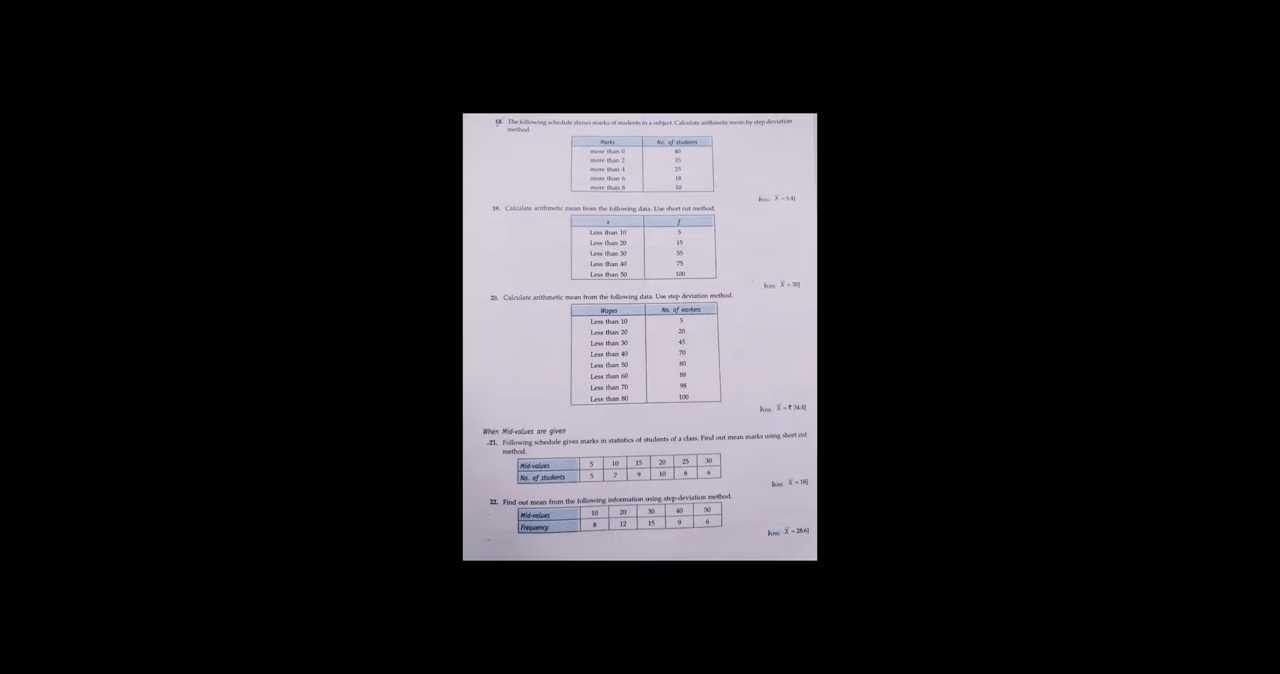 18. The following schedule shows marks of students in a subject. Calculate arithmetic mean by step deviation
method.
Marks No. of students
more than 0 40
more than 2 35
more than 4 25
more than 6 18
more than 8 10
[Ans. X̄ = 5.4]
19. Calculate arithmetic mean from the following data. Use short cut method.
x f
Less than 10 5
Less than 20 15
Less than 30 55
Less than 40 75
Less than 50 100
[Ans. X̄ = 30]
20. Calculate arithmetic mean from the following data. Use step deviation method.
Wages No. of workers
Less than 10 5
Less than 20 20
Less than 30 45
Less than 40 70
Less than 50 80
Less than 60 88
Less than 70 98
Less than 80 100
[Ans. X̄ = ₹ 34.4]
When Mid-values are given
21. Following schedule gives marks in statistics of students of a class. Find out mean marks using short cut
method.
Mid-values 5 10 15 20 25 30
No. of students 5 7 9 10 8 6
[Ans. X̄ = 18]
22. Find out mean from the following information using step-deviation method.
Mid-values 10 20 30 40 50
Frequency 8 12 15 9 6
[Ans. X̄ = 28.6]